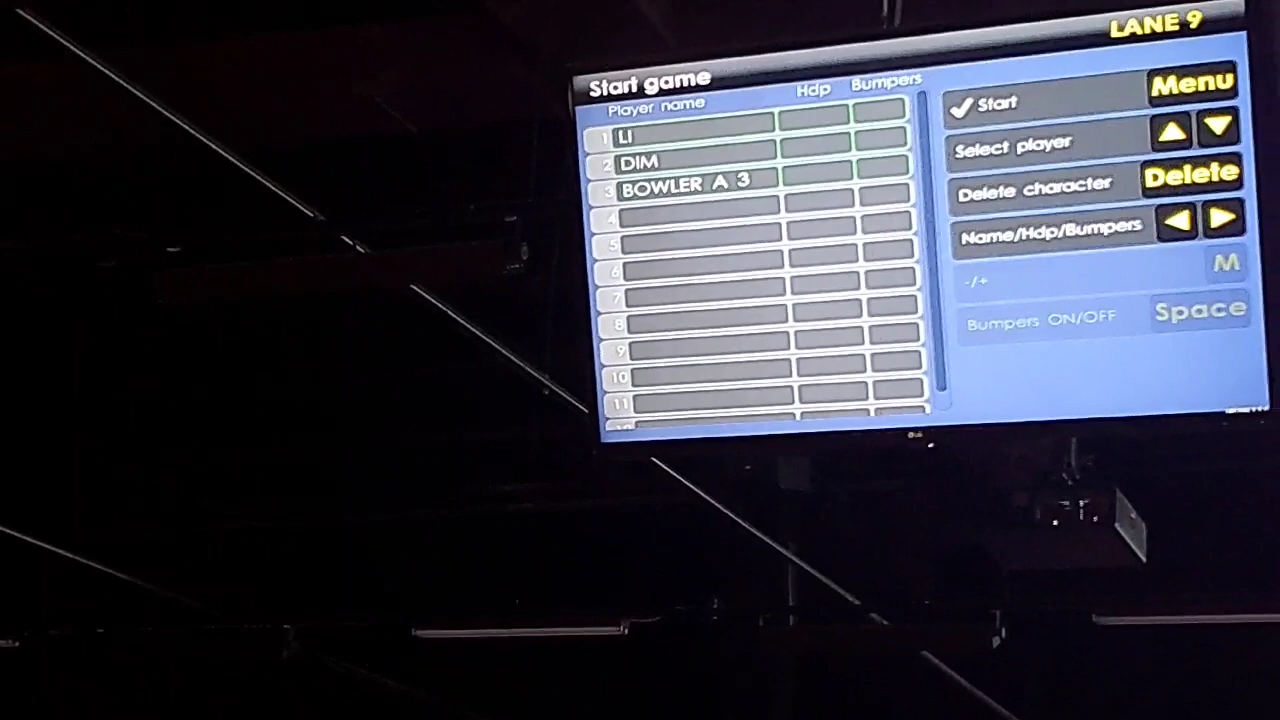 LANE 9
Start game
Player name Hdp Bumpers
1 LI
2 DIM
3 BOWLER A 3
4
5
6
7
8
9
10
11
Start Menu
Select player
Delete character Delete
Name/Hdp/Bumpers
-/+ M
Bumpers ON/OFF Space